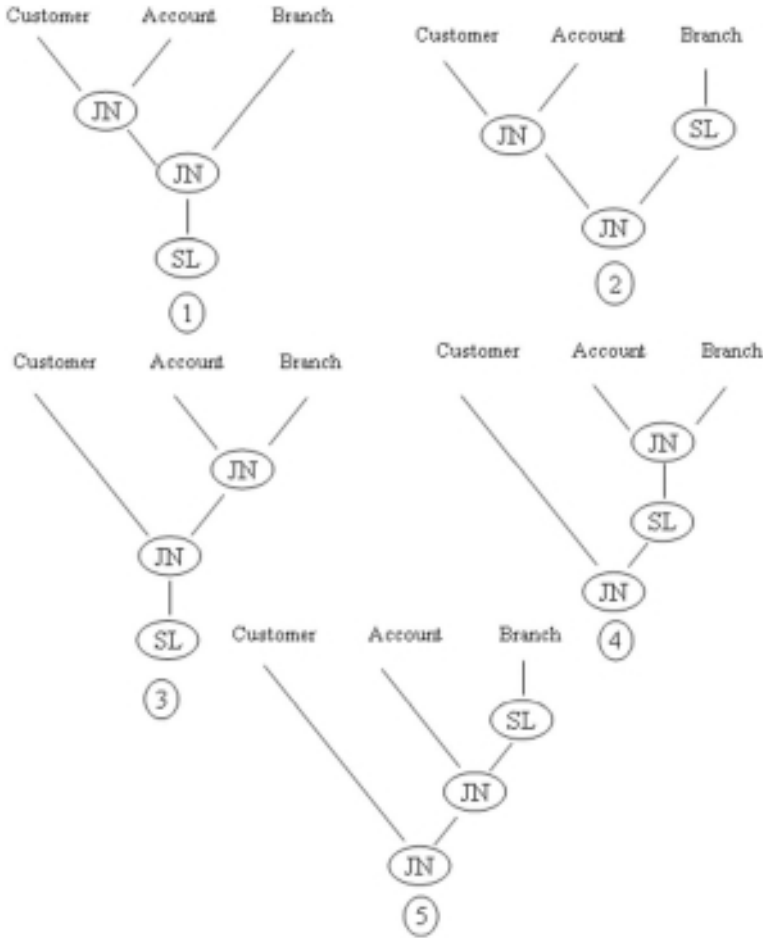 Customer Account Branch
JN
JN
SL
1
Customer Account Branch
JN SL
JN
2
Customer Account Branch
JN
JN
SL
3
Customer Account Branch
JN
SL
JN
4
Customer Account Branch
SL
JN
JN
5